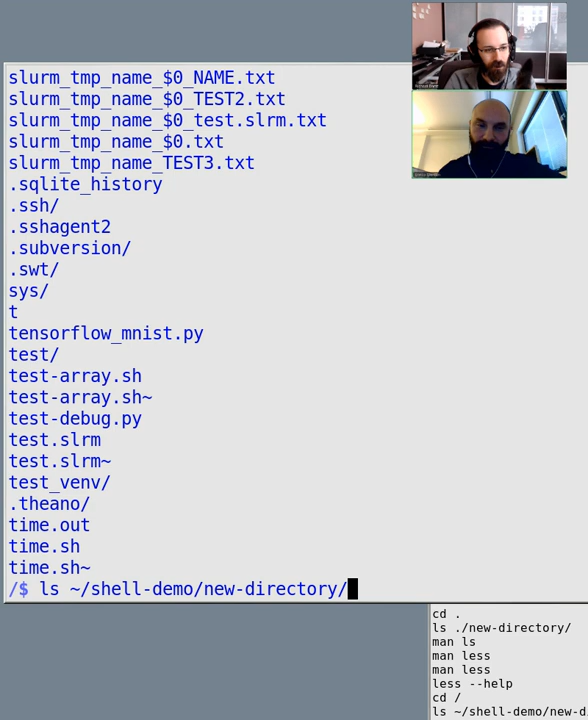 slurm_tmp_name_$0_NAME.txt
slurm_tmp_name_$0_TEST2.txt
slurm_tmp_name_$0_test.slrm.txt
slurm_tmp_name_$0.txt
slurm_tmp_name_TEST3.txt
.sqlite_history
.ssh/
.sshagent2
.subversion/
.swt/
sys/
t
tensorflow_mnist.py
test/
test-array.sh
test-array.sh~
test-debug.py
test.slrm
test.slrm~
test_venv/
.theano/
time.out
time.sh
time.sh~
/$ ls ~/shell-demo/new-directory/
cd .
ls ./new-directory/
man ls
man less
man less
less --help
cd /
ls ~/shell-demo/new-d